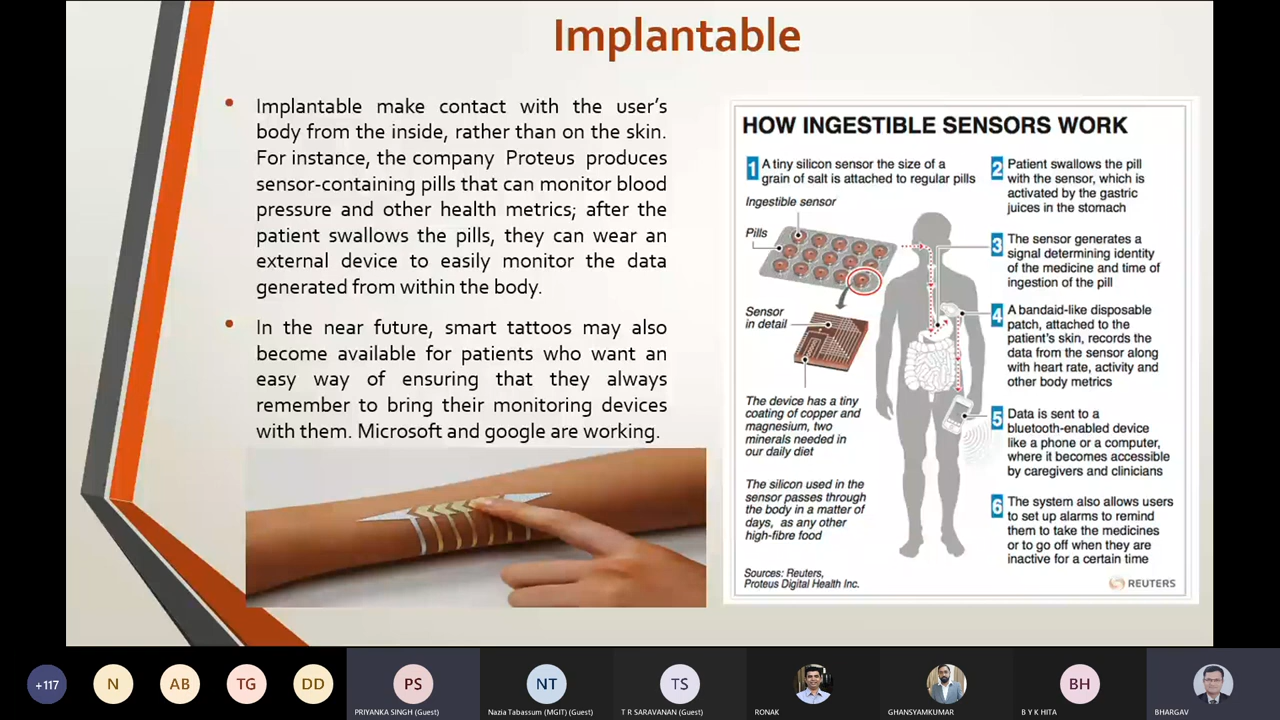 Implantable
• Implantable make contact with the user's
body from the inside, rather than on the skin.
For instance, the company Proteus produces
sensor-containing pills that can monitor blood
pressure and other health metrics; after the
patient swallows the pills, they can wear an
external device to easily monitor the data
generated from within the body.
• In the near future, smart tattoos may also
become available for patients who want an
easy way of ensuring that they always
remember to bring their monitoring devices
with them. Microsoft and google are working.
HOW INGESTIBLE SENSORS WORK
1 A tiny silicon sensor the size of a
grain of salt is attached to regular pills
Ingestible sensor
Pills
Sensor
in detail
The device has a tiny
coating of copper and
magnesium, two
minerals needed in
our daily diet
The silicon used in the
sensor passes through
the body in a matter of
days, as any other
high-fibre food
Sources: Reuters,
Proteus Digital Health Inc.
2 Patient swallows the pill
with the sensor, which is
activated by the gastric
juices in the stomach
3 The sensor generates a
signal determining identity
of the medicine and time of
ingestion of the pill
4 A bandaid-like disposable
patch, attached to the
patient's skin, records the
data from the sensor along
with heart rate, activity and
other body metrics
5 Data is sent to a
bluetooth-enabled device
like a phone or a computer,
where it becomes accessible
by caregivers and clinicians
6 The system also allows users
to set up alarms to remind
them to take the medicines
or to go off when they are
inactive for a certain time
REUTERS
+117
N
AB
TG
DD
PS
PRIYANKA SINGH (Guest)
NT
Nazia Tabassum (MGIT) (Guest)
TS
T R SARAVANAN (Guest)
RONAK
GHANSYAMKUMAR
BH
B Y K HITA
BHARGAV